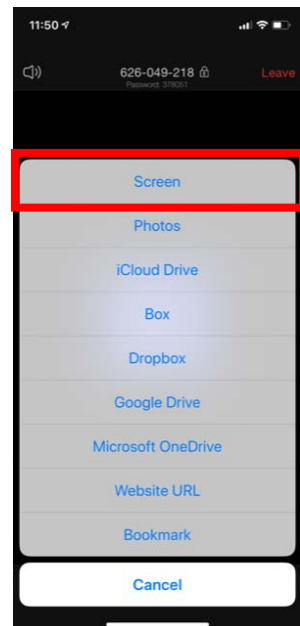 11:50
626-049-218
Leave
Password: 378051
Screen
Photos
iCloud Drive
Box
Dropbox
Google Drive
Microsoft OneDrive
Website URL
Bookmark
Cancel